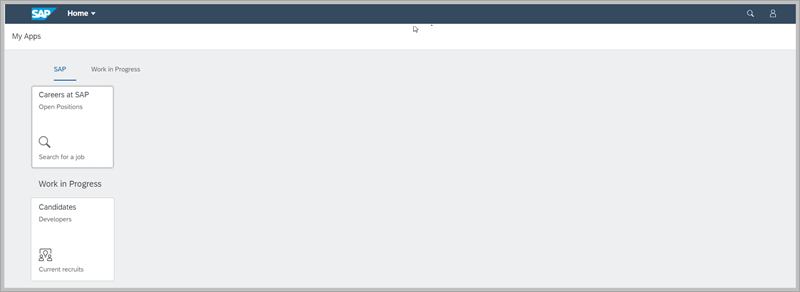 SAP Home
My Apps
SAP Work in Progress
Careers at SAP
Open Positions
Search for a job
Work in Progress
Candidates
Developers
Current recruits